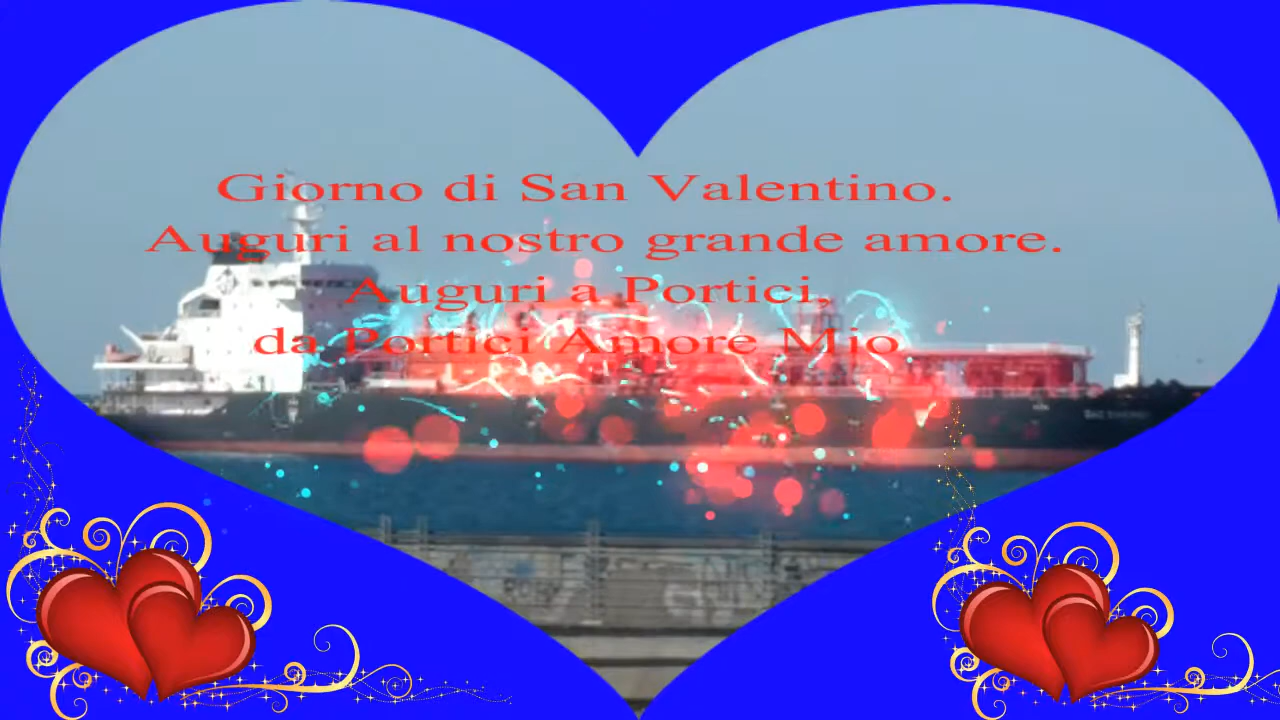 Giorno di San Valentino.
Auguri al nostro grande amore.
Auguri a Portici,
da Portici Amore Mio